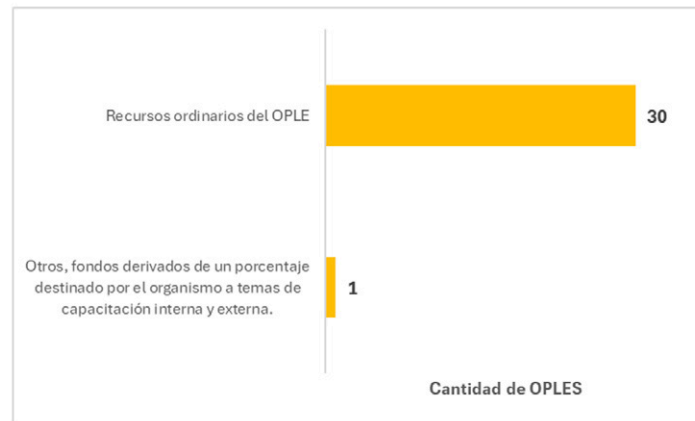 Recursos ordinarios del OPLE
30
Otros, fondos derivados de un porcentaje
destinado por el organismo a temas de
capacitación interna y externa.
1
Cantidad de OPLES